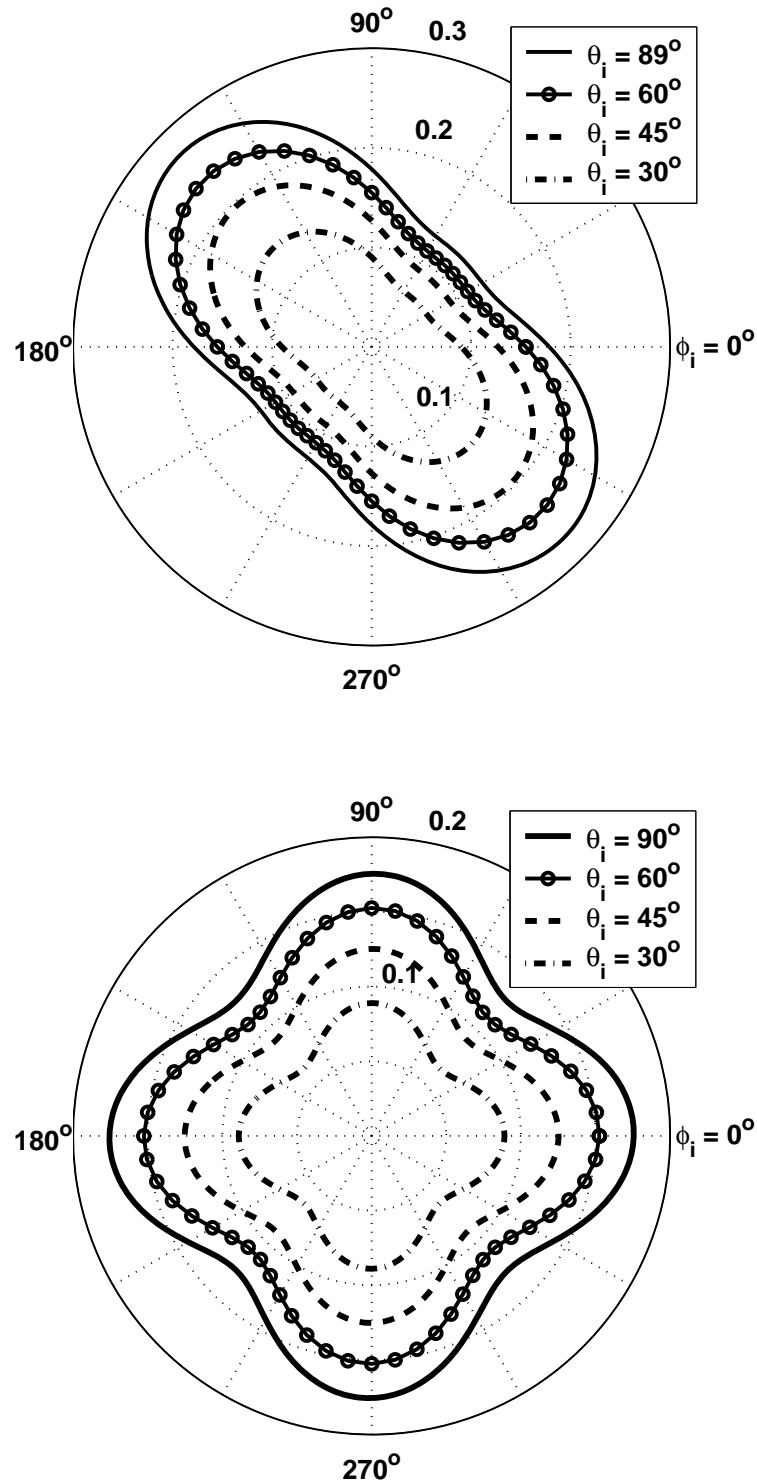 90°
0.3
θi = 89°
θi = 60°
θi = 45°
θi = 30°
0.2
180°
ϕi = 0°
0.1
270°
90°
0.2
θi = 90°
θi = 60°
θi = 45°
θi = 30°
0.1
180°
ϕi = 0°
270°